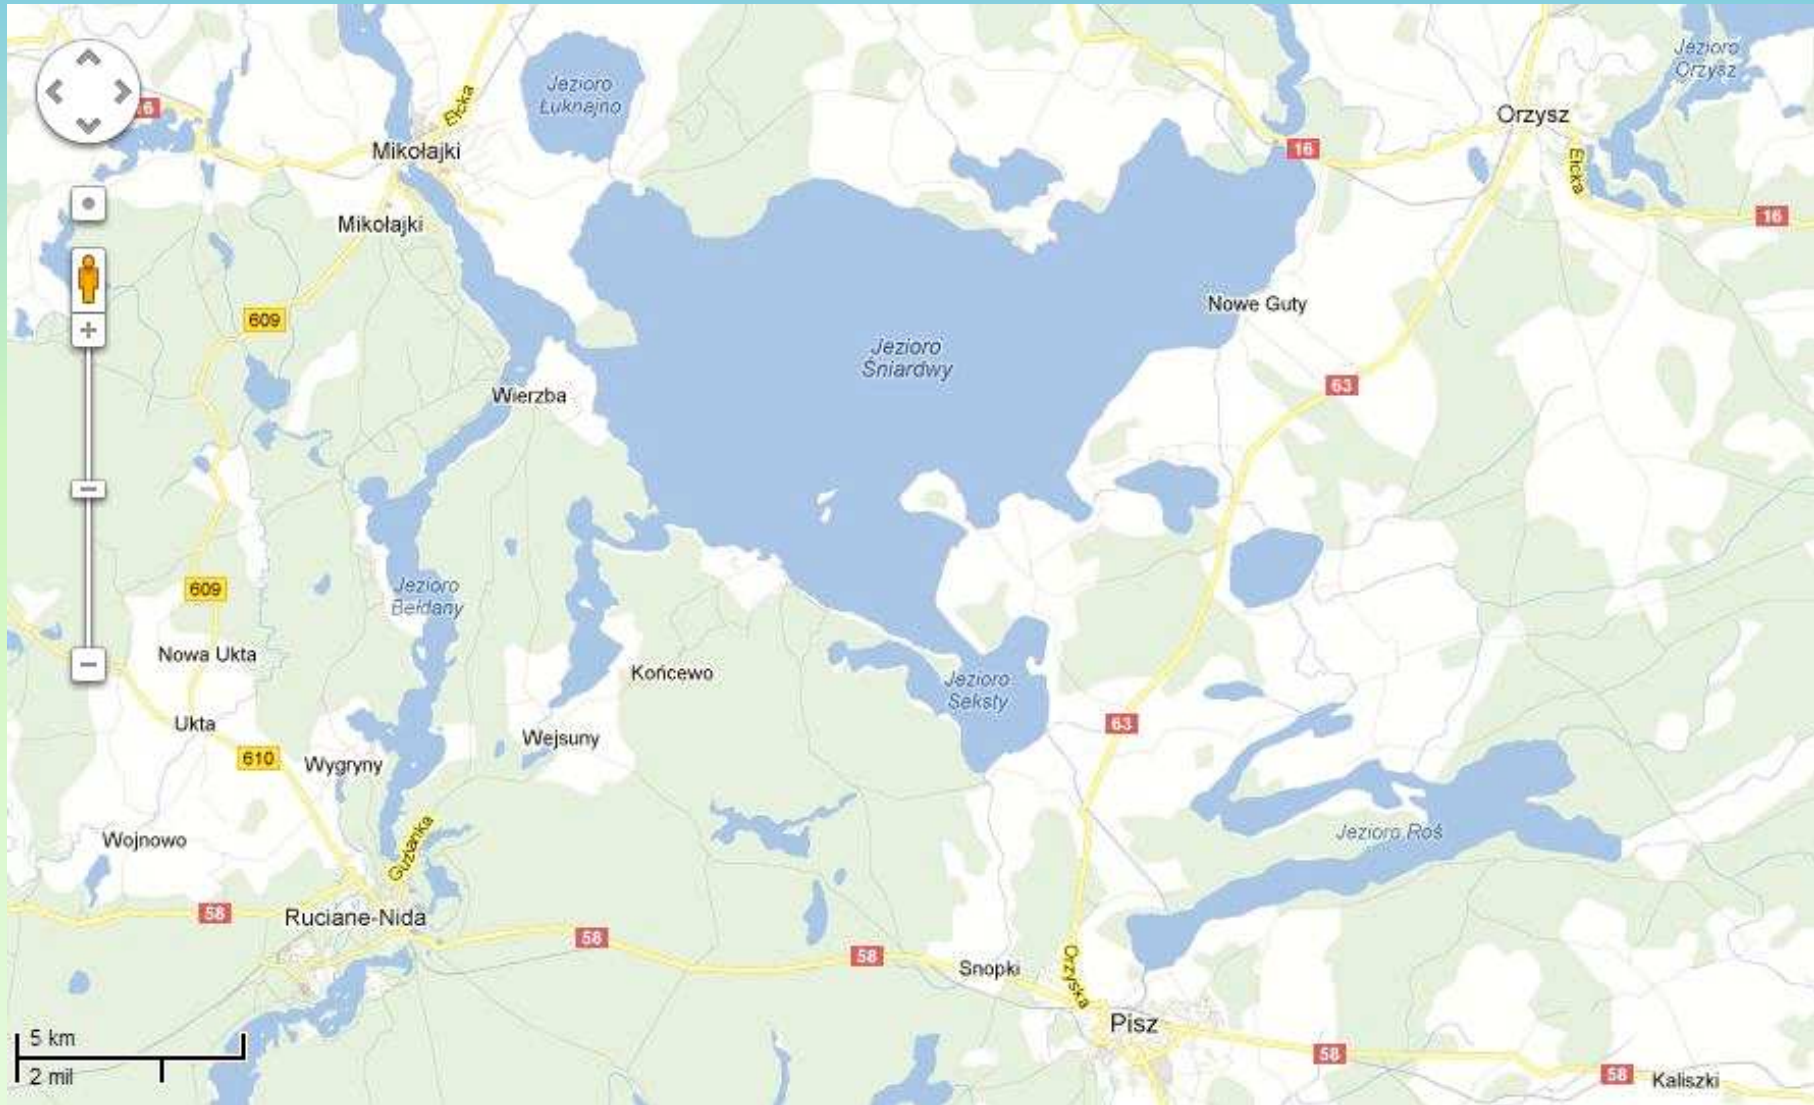 Jezioro
Orzysz
Jezioro
Łuknajno
Ełcka
16
Orzysz
Mikołajki
16
Ełcka
16
Mikołajki
Nowe Guty
609
Jezioro
Śniardwy
63
Wierzba
609
Jezioro
Bełdany
Nowa Ukta
Końcewo
Jezioro
Seksty
Ukta
63
Wejsuny
610
Wygryny
Jezioro Roś
Wojnowo
Guzianka
58
Ruciane-Nida
58
58
Snopki
Orzyska
Pisz
5 km
58
2 mil
58
Kaliszki